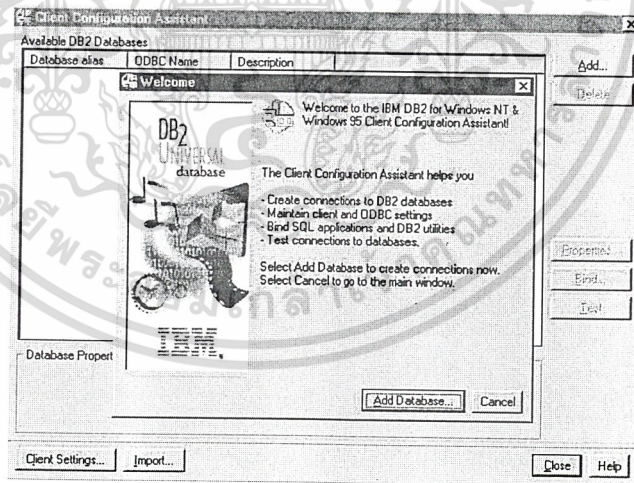 Client Configuration Assistant
Available DB2 Databases
Database alias ODBC Name Description
Add...
Delete
Welcome
DB2
UNIVERSAL
database
IBM.
Welcome to the IBM DB2 for Windows NT &
Windows 95 Client Configuration Assistant!
The Client Configuration Assistant helps you
- Create connections to DB2 databases
- Maintain client and ODBC settings
- Bind SQL applications and DB2 utilities
- Test connections to databases.
Select Add Database to create connections now.
Select Cancel to go to the main window.
Properties
Bind...
Test
Database Propert
Add Database... Cancel
Client Settings... Import... Close Help